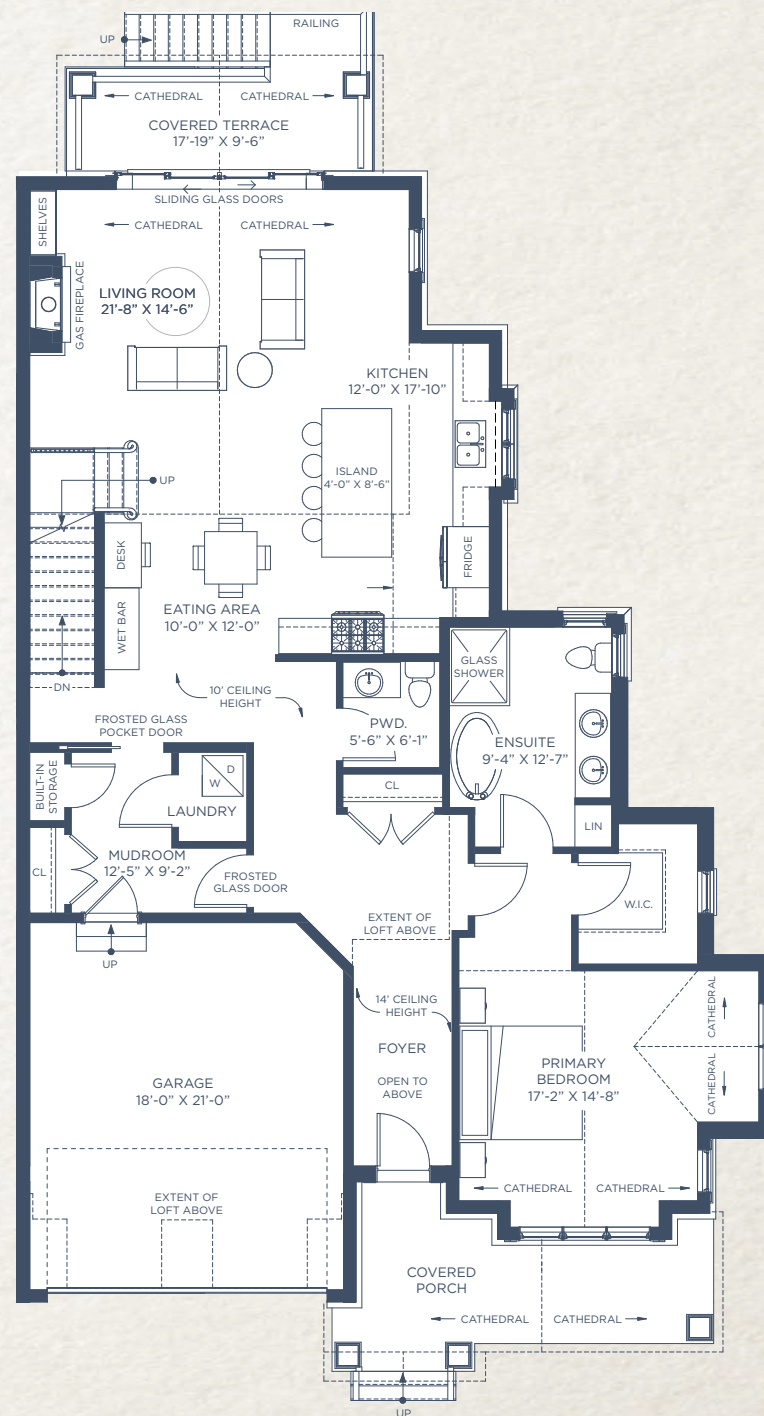 RAILING
UP
CATHEDRAL CATHEDRAL
COVERED TERRACE
17'-19” X 9'-6”
SLIDING GLASS DOORS
CATHEDRAL CATHEDRAL
SHELVES
GAS FIREPLACE
LIVING ROOM
21'-8” X 14'-6”
KITCHEN
12'-0” X 17'-10”
ISLAND
4'-0” X 8'-6”
UP
DESK
FRIDGE
WET BAR
EATING AREA
10'-0” X 12'-0”
GLASS
SHOWER
DN
10' CEILING
HEIGHT
FROSTED GLASS
POCKET DOOR
PWD.
5'-6” X 6'-1”
ENSUITE
9'-4” X 12'-7”
BUILT-IN
STORAGE
D
W
LAUNDRY
CL
LIN
MUDROOM
12'-5” X 9'-2”
CL
FROSTED
GLASS DOOR
W.I.C.
EXTENT OF
LOFT ABOVE
UP
14' CEILING
HEIGHT
CATHEDRAL
FOYER
OPEN TO
ABOVE
PRIMARY
BEDROOM
17'-2” X 14'-8”
CATHEDRAL
GARAGE
18'-0” X 21'-0”
CATHEDRAL CATHEDRAL
EXTENT OF
LOFT ABOVE
COVERED
PORCH
CATHEDRAL CATHEDRAL
UP